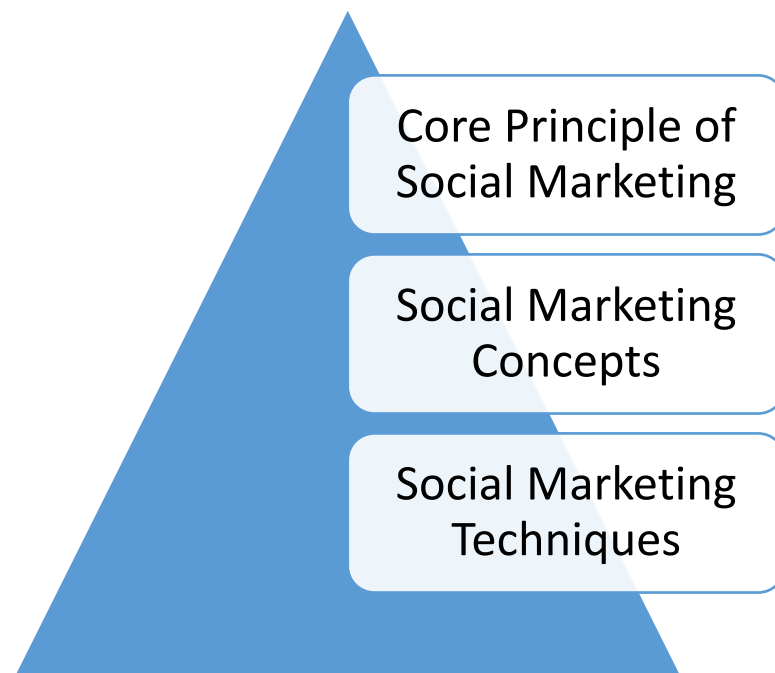 Core Principle of
Social Marketing
Social Marketing
Concepts
Social Marketing
Techniques